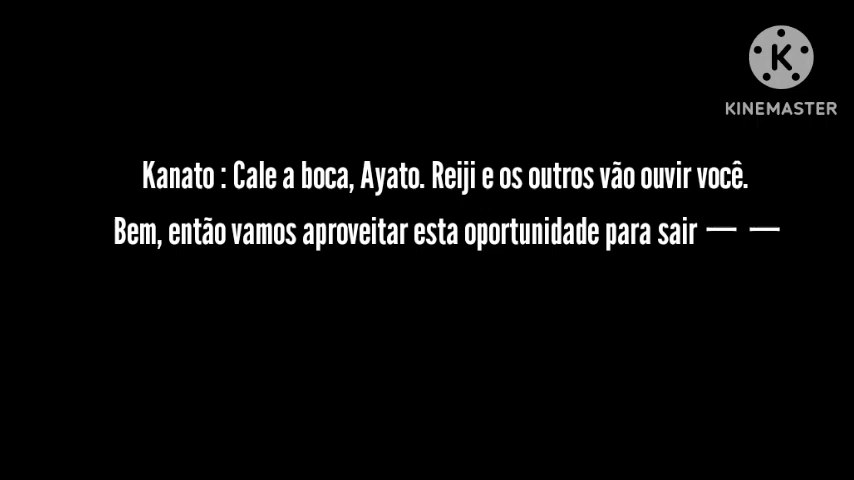 KINEMASTER
Kanato : Cale a boca, Ayato. Reiji e os outros vão ouvir você.
Bem, então vamos aproveitar esta oportunidade para sair — —